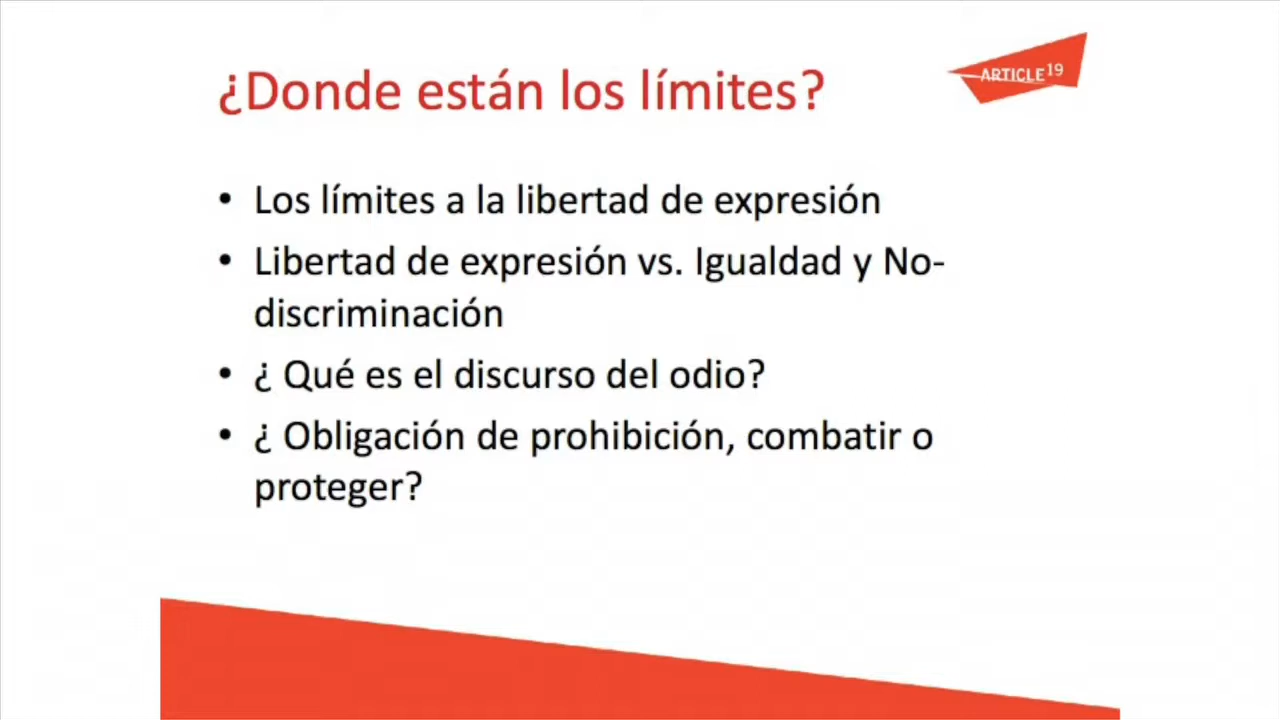 ¿Donde están los límites?
ARTICLE 19
• Los límites a la libertad de expresión
• Libertad de expresión vs. Igualdad y No-
discriminación
• ¿ Qué es el discurso del odio?
• ¿ Obligación de prohibición, combatir o
proteger?